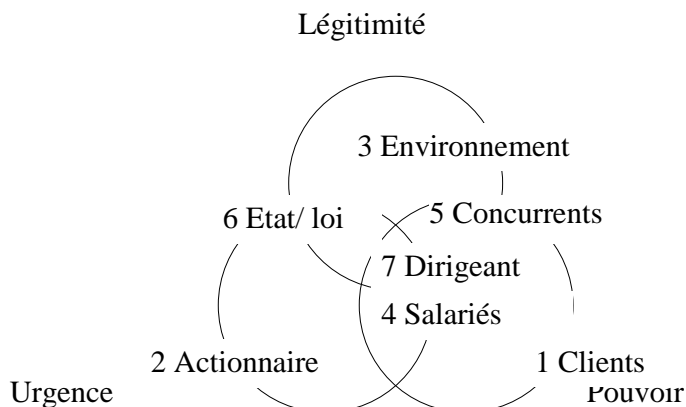 Légitimité
3 Environnement
6 Etat/ loi
5 Concurrents
7 Dirigeant
4 Salariés
2 Actionnaire
1 Clients
Urgence
Pouvoir